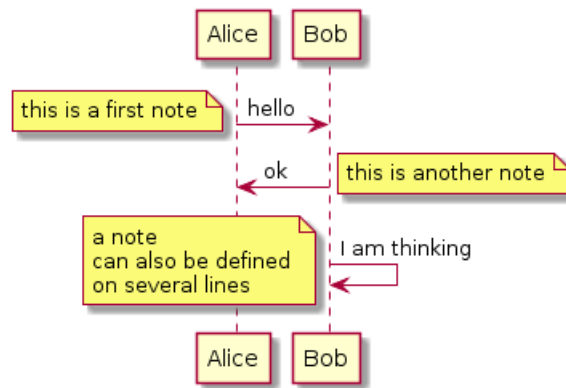 Alice
Bob
this is a first note
hello
ok
this is another note
a note
can also be defined
on several lines
I am thinking
Alice
Bob